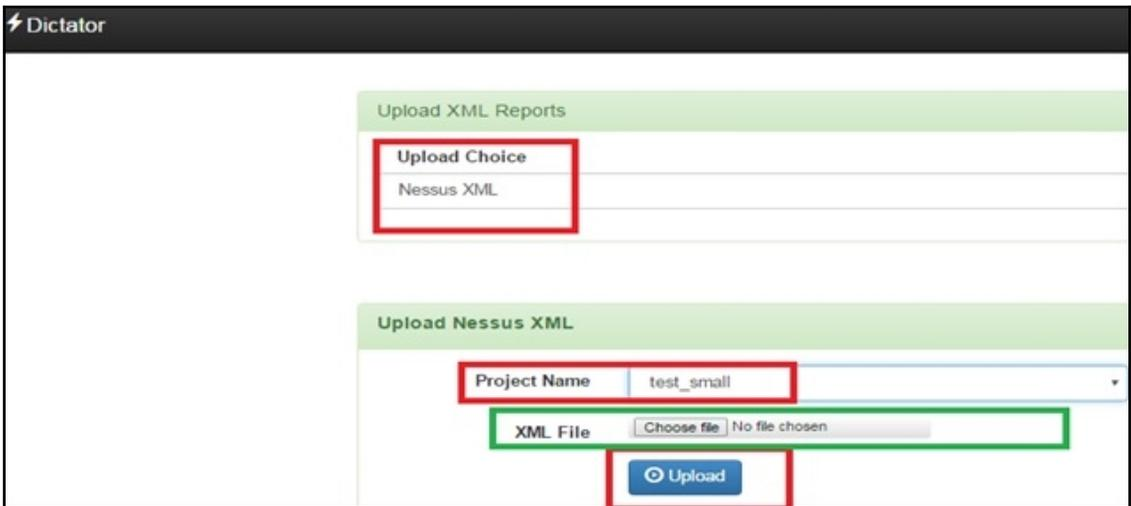 Dictator
Upload XML Reports
Upload Choice
Nessus XML
Upload Nessus XML
Project Name test_small
XML File Choose file No file chosen
Upload